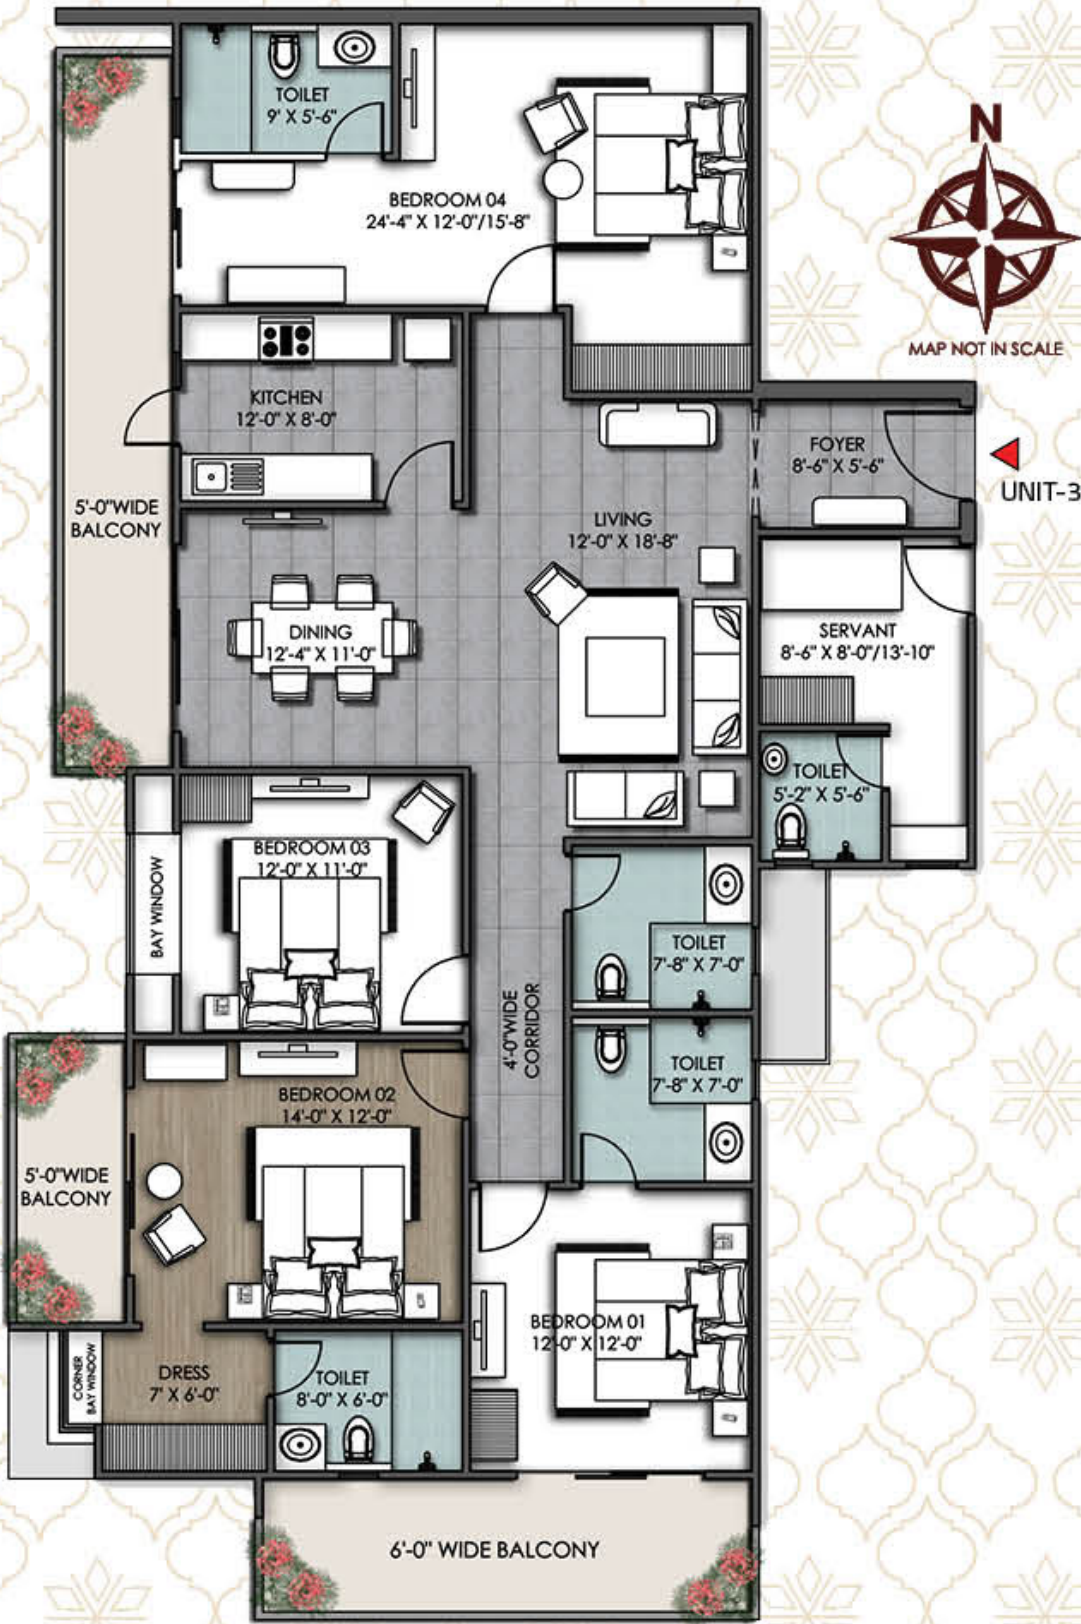 TOILET
9' X 5'-6"
BEDROOM 04
24'-4" X 12'-0"/15'-8"
N
MAP NOT IN SCALE
KITCHEN
12'-0" X 8'-0"
FOYER
8'-6" X 5'-6"
UNIT-3
5'-0"WIDE
BALCONY
LIVING
12'-0" X 18'-8"
DINING
12'-4" X 11'-0"
SERVANT
8'-6" X 8'-0"/13'-10"
TOILET
5'-2" X 5'-6"
BEDROOM 03
12'-0" X 11'-0"
BAY WINDOW
TOILET
7'-8" X 7'-0"
4'-0"WIDE
CORRIDOR
TOILET
7'-8" X 7'-0"
BEDROOM 02
14'-0" X 12'-0"
5'-0"WIDE
BALCONY
BEDROOM 01
12'-0" X 12'-0"
CORNER
BAY WINDOW
DRESS
7' X 6'-0"
TOILET
8'-0" X 6'-0"
6'-0" WIDE BALCONY